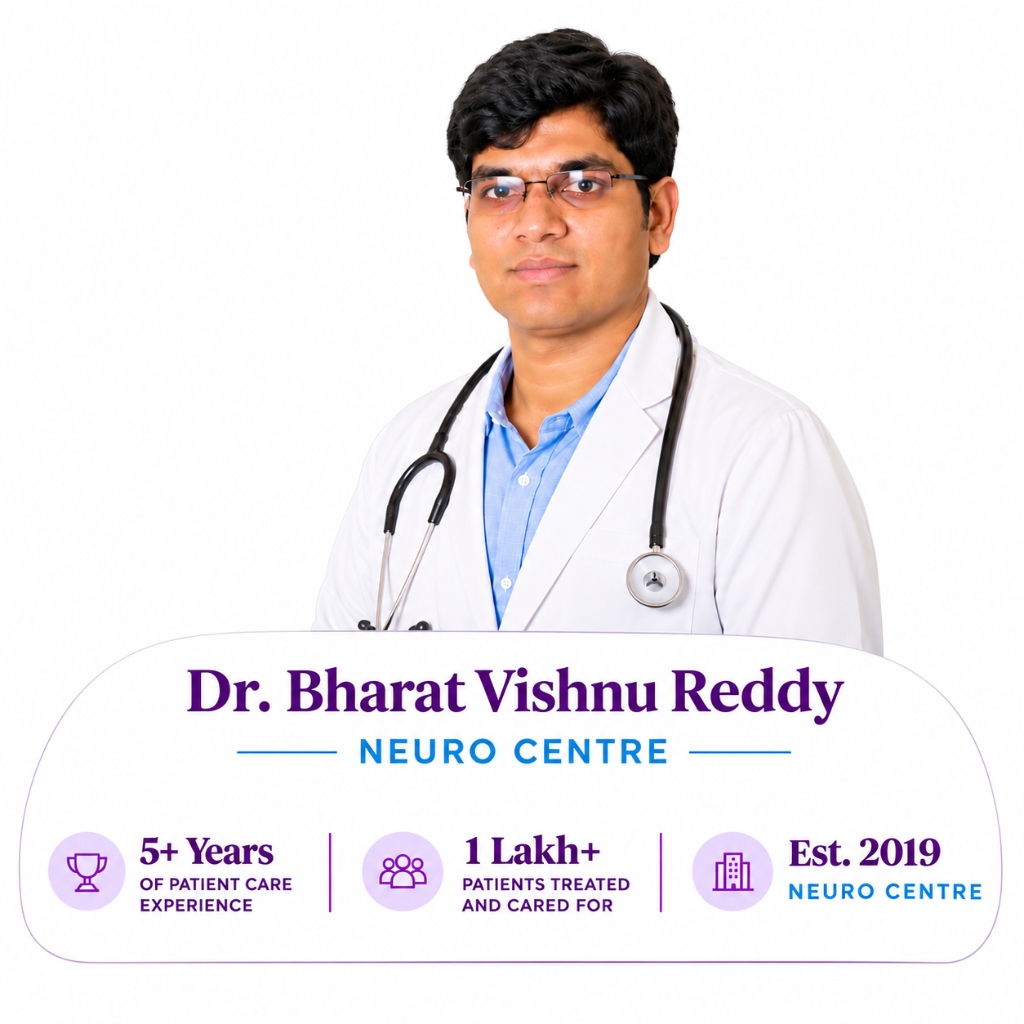 Dr. Bharat Vishnu Reddy
NEURO CENTRE
5+ Years
OF PATIENT CARE
EXPERIENCE
1 Lakh+
PATIENTS TREATED
AND CARED FOR
Est. 2019
NEURO CENTRE